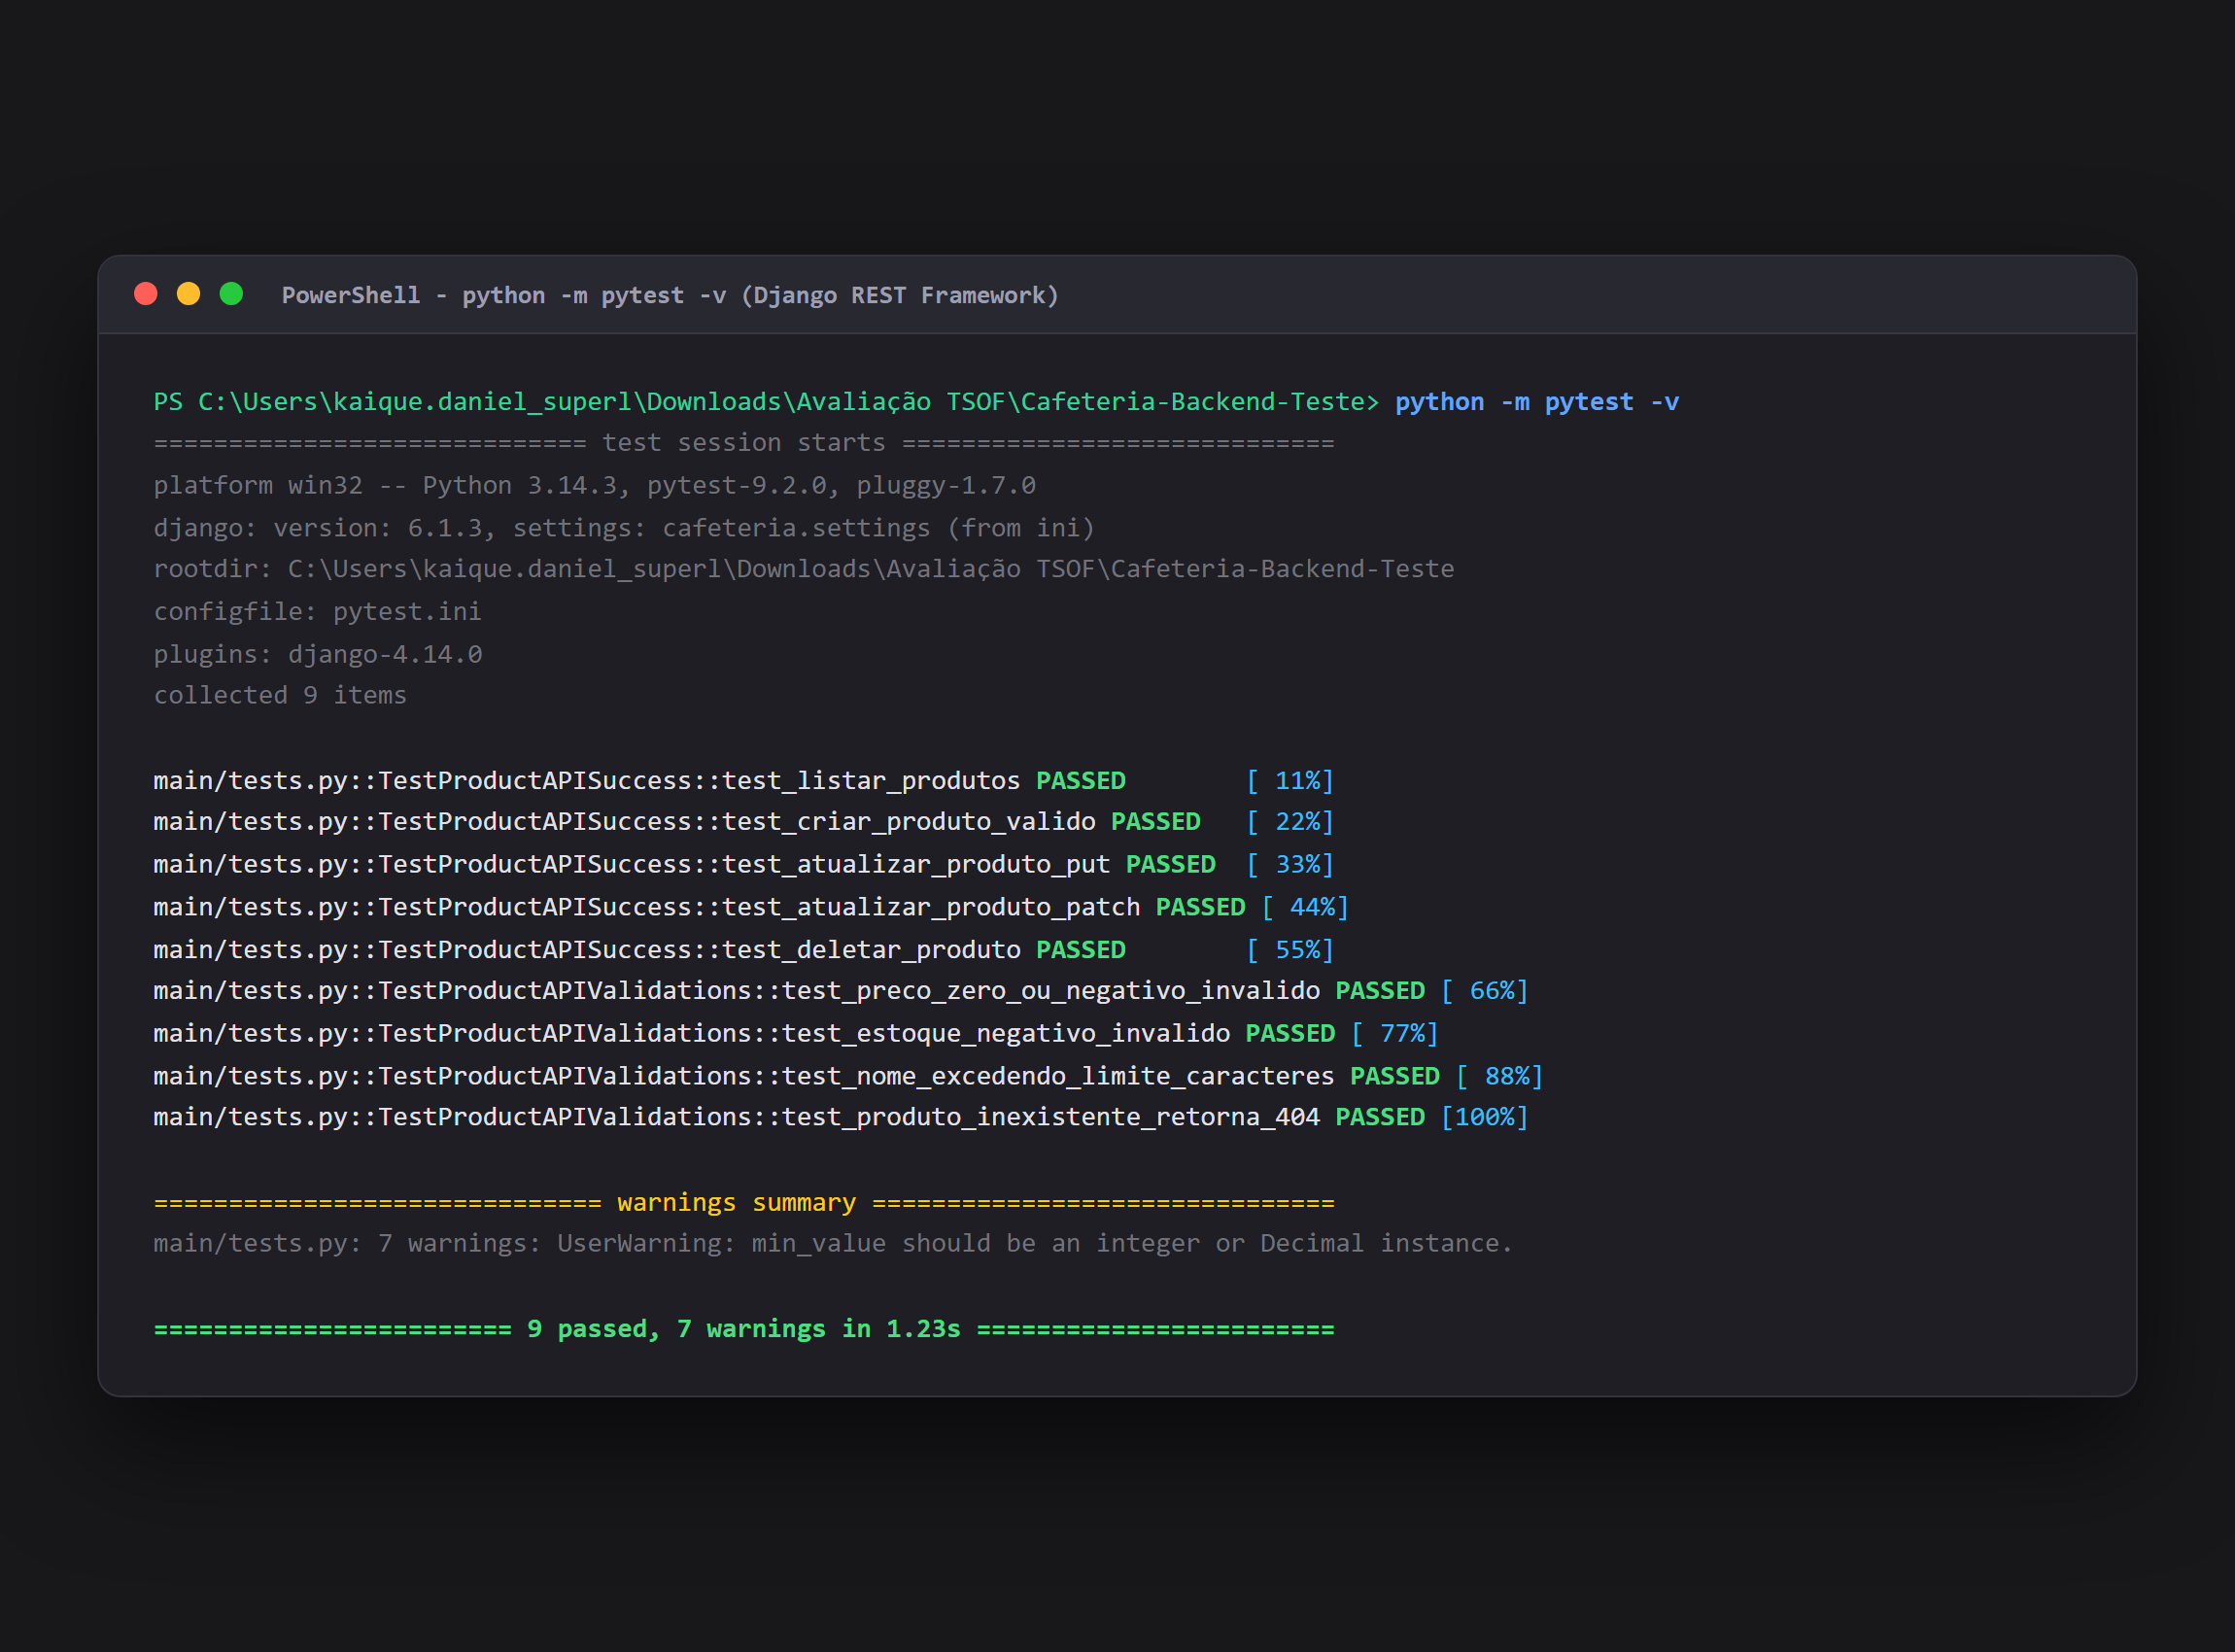 PowerShell - python -m pytest -v (Django REST Framework)
PS C:\Users\kaique.daniel_superl\Downloads\Avaliação TSOF\Cafeteria-Backend-Teste> python -m pytest -v
============================= test session starts =============================
platform win32 -- Python 3.14.3, pytest-9.2.0, pluggy-1.7.0
django: version: 6.1.3, settings: cafeteria.settings (from ini)
rootdir: C:\Users\kaique.daniel_superl\Downloads\Avaliação TSOF\Cafeteria-Backend-Teste
configfile: pytest.ini
plugins: django-4.14.0
collected 9 items
main/tests.py::TestProductAPISuccess::test_listar_produtos PASSED        [ 11%]
main/tests.py::TestProductAPISuccess::test_criar_produto_valido PASSED   [ 22%]
main/tests.py::TestProductAPISuccess::test_atualizar_produto_put PASSED  [ 33%]
main/tests.py::TestProductAPISuccess::test_atualizar_produto_patch PASSED [ 44%]
main/tests.py::TestProductAPISuccess::test_deletar_produto PASSED        [ 55%]
main/tests.py::TestProductAPIValidations::test_preco_zero_ou_negativo_invalido PASSED [ 66%]
main/tests.py::TestProductAPIValidations::test_estoque_negativo_invalido PASSED [ 77%]
main/tests.py::TestProductAPIValidations::test_nome_excedendo_limite_caracteres PASSED [ 88%]
main/tests.py::TestProductAPIValidations::test_produto_inexistente_retorna_404 PASSED [100%]
============================== warnings summary ===============================
main/tests.py: 7 warnings: UserWarning: min_value should be an integer or Decimal instance.
======================== 9 passed, 7 warnings in 1.23s ========================